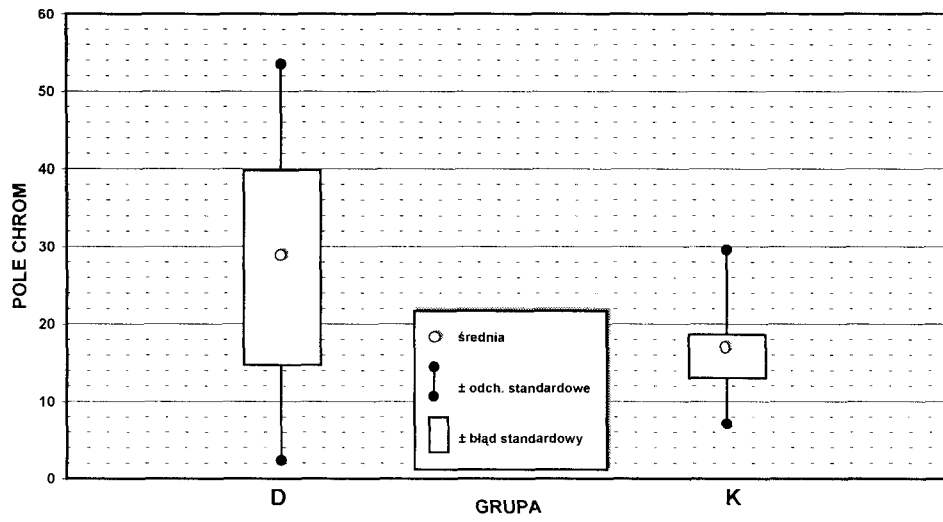 60
50
40
30
20
10
0
POLE CHROM
średnia
± odch. standardowe
± błąd standardowy
D
K
GRUPA